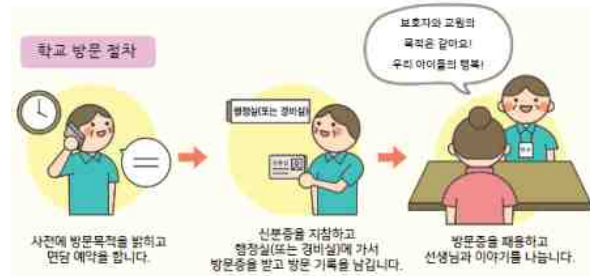 학교 방문 절차
보호자와 교원의
목적은 같아요!
우리 아이들의 행복!
행정실(또는 경비실)
사전에 방문목적을 밝히고
면담 예약을 합니다.
신분증을 지참하고
행정실(또는 경비실)에 가서
방문증을 받고 방문 기록을 남깁니다.
방문증을 패용하고
선생님과 이야기를 나눕니다.